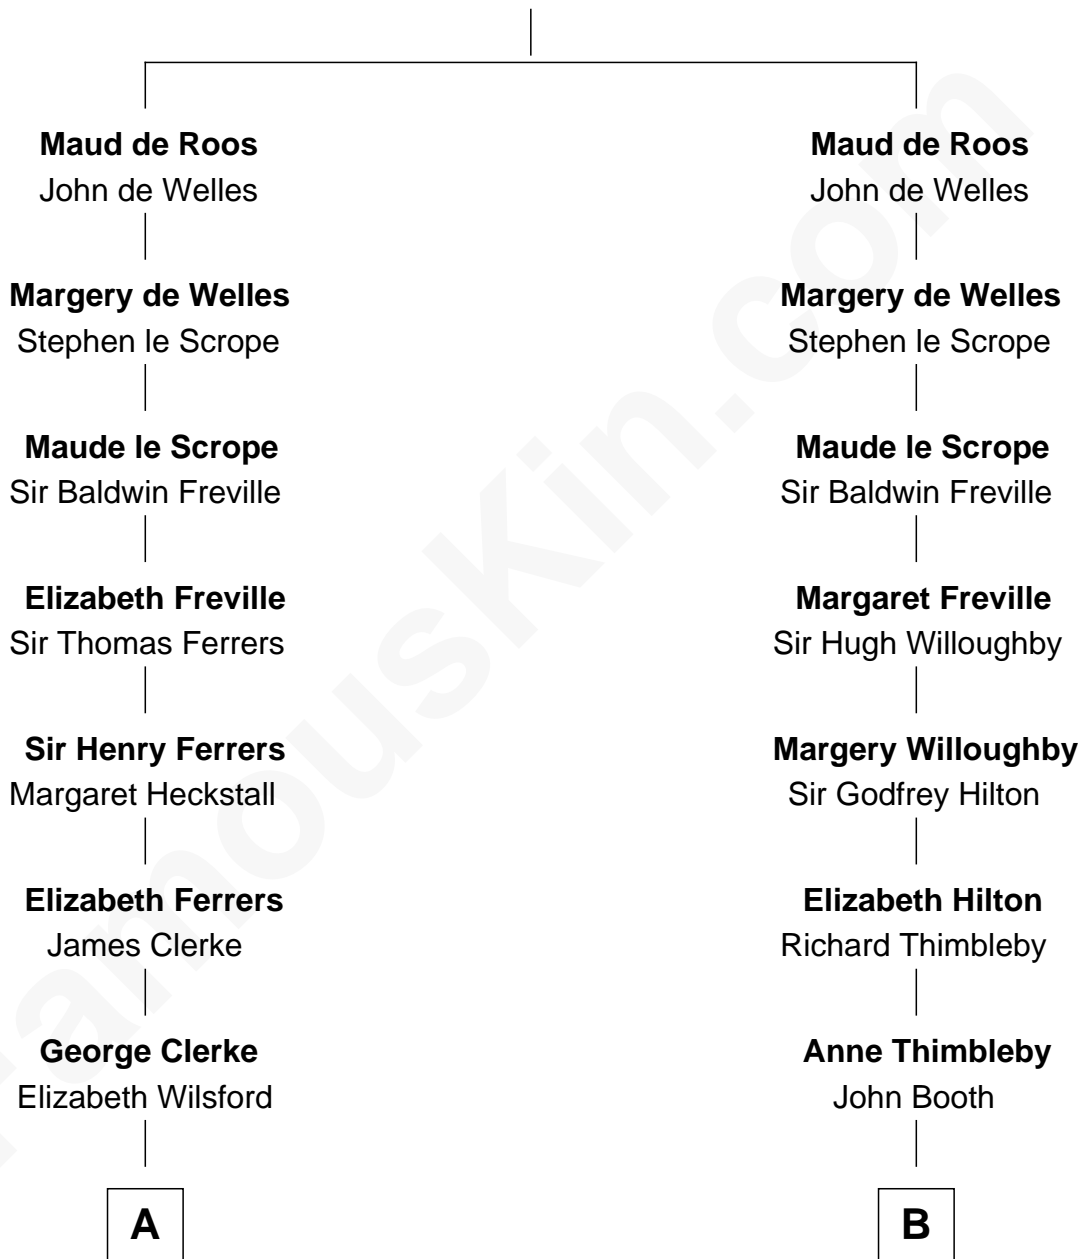 Maud de Roos
John de Welles
Margery de Welles
Stephen le Scrope
Maude le Scrope
Sir Baldwin Freville
Elizabeth Freville
Sir Thomas Ferrers
Sir Henry Ferrers
Margaret Heckstall
Elizabeth Ferrers
James Clerke
George Clerke
Elizabeth Wilsford
A
Maud de Roos
John de Welles
Margery de Welles
Stephen le Scrope
Maude le Scrope
Sir Baldwin Freville
Margaret Freville
Sir Hugh Willoughby
Margery Willoughby
Sir Godfrey Hilton
Elizabeth Hilton
Richard Thimbleby
Anne Thimbleby
John Booth
B
FamousKin.com